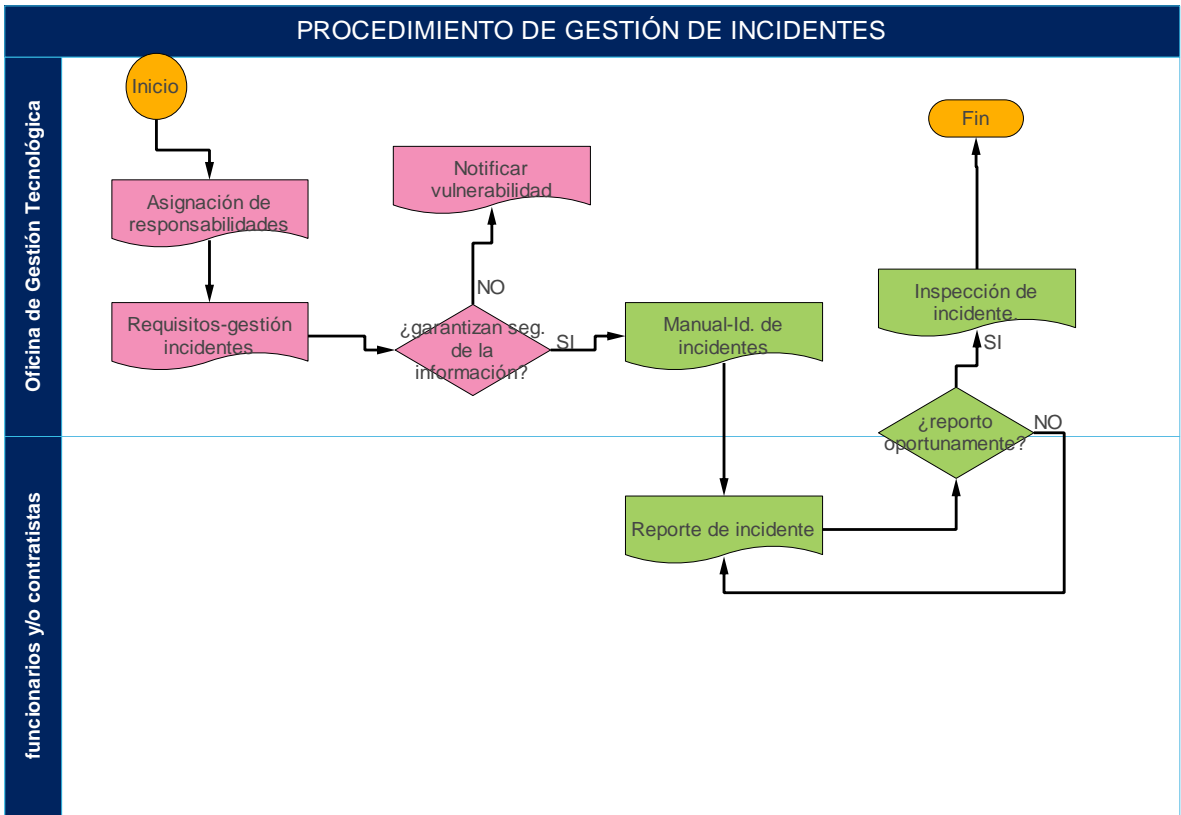 PROCEDIMIENTO DE GESTIÓN DE INCIDENTES
Oficina de Gestión Tecnológica
Inicio
Asignación de
responsabilidades
Requisitos-gestión
incidentes
Notificar
vulnerabilidad
NO
¿garantizan seg.
de la
información?
SI
Manual-Id. de
incidentes
Fin
Inspección de
incidente
SI
¿reporto
oportunamente?
NO
funcionarios y/o contratistas
Reporte de incidente